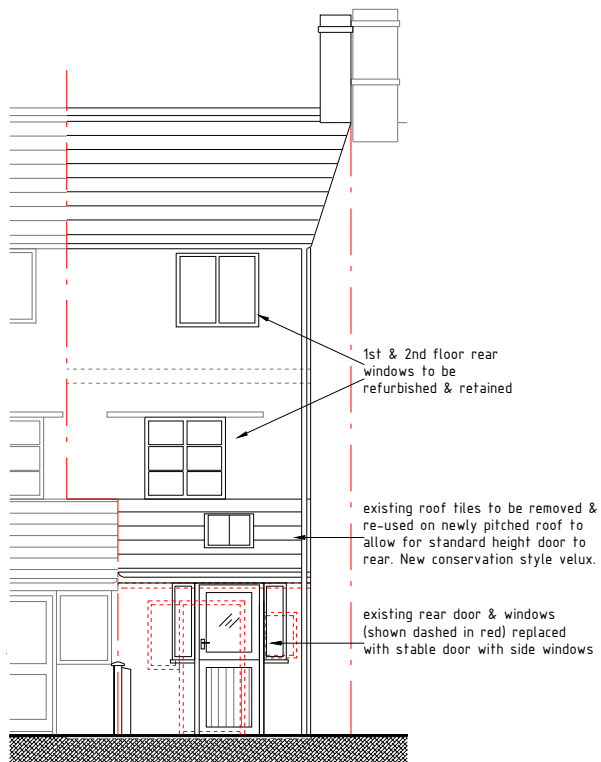 1st & 2nd floor rear
windows to be
refurbished & retained
existing roof tiles to be removed &
re-used on newly pitched roof to
allow for standard height door to
rear. New conservation style velux.
existing rear door & windows
(shown dashed in red) replaced
with stable door with side windows